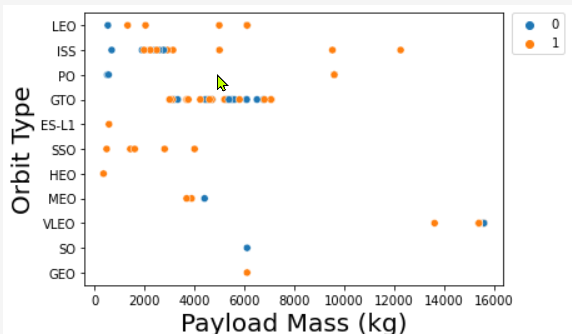 LEO
ISS
PO
GTO
ES-L1
SSO
HEO
MEO
VLEO
SO
GEO
Orbit Type
0 2000 4000 6000 8000 10000 12000 14000 16000
Payload Mass (kg)
0
1